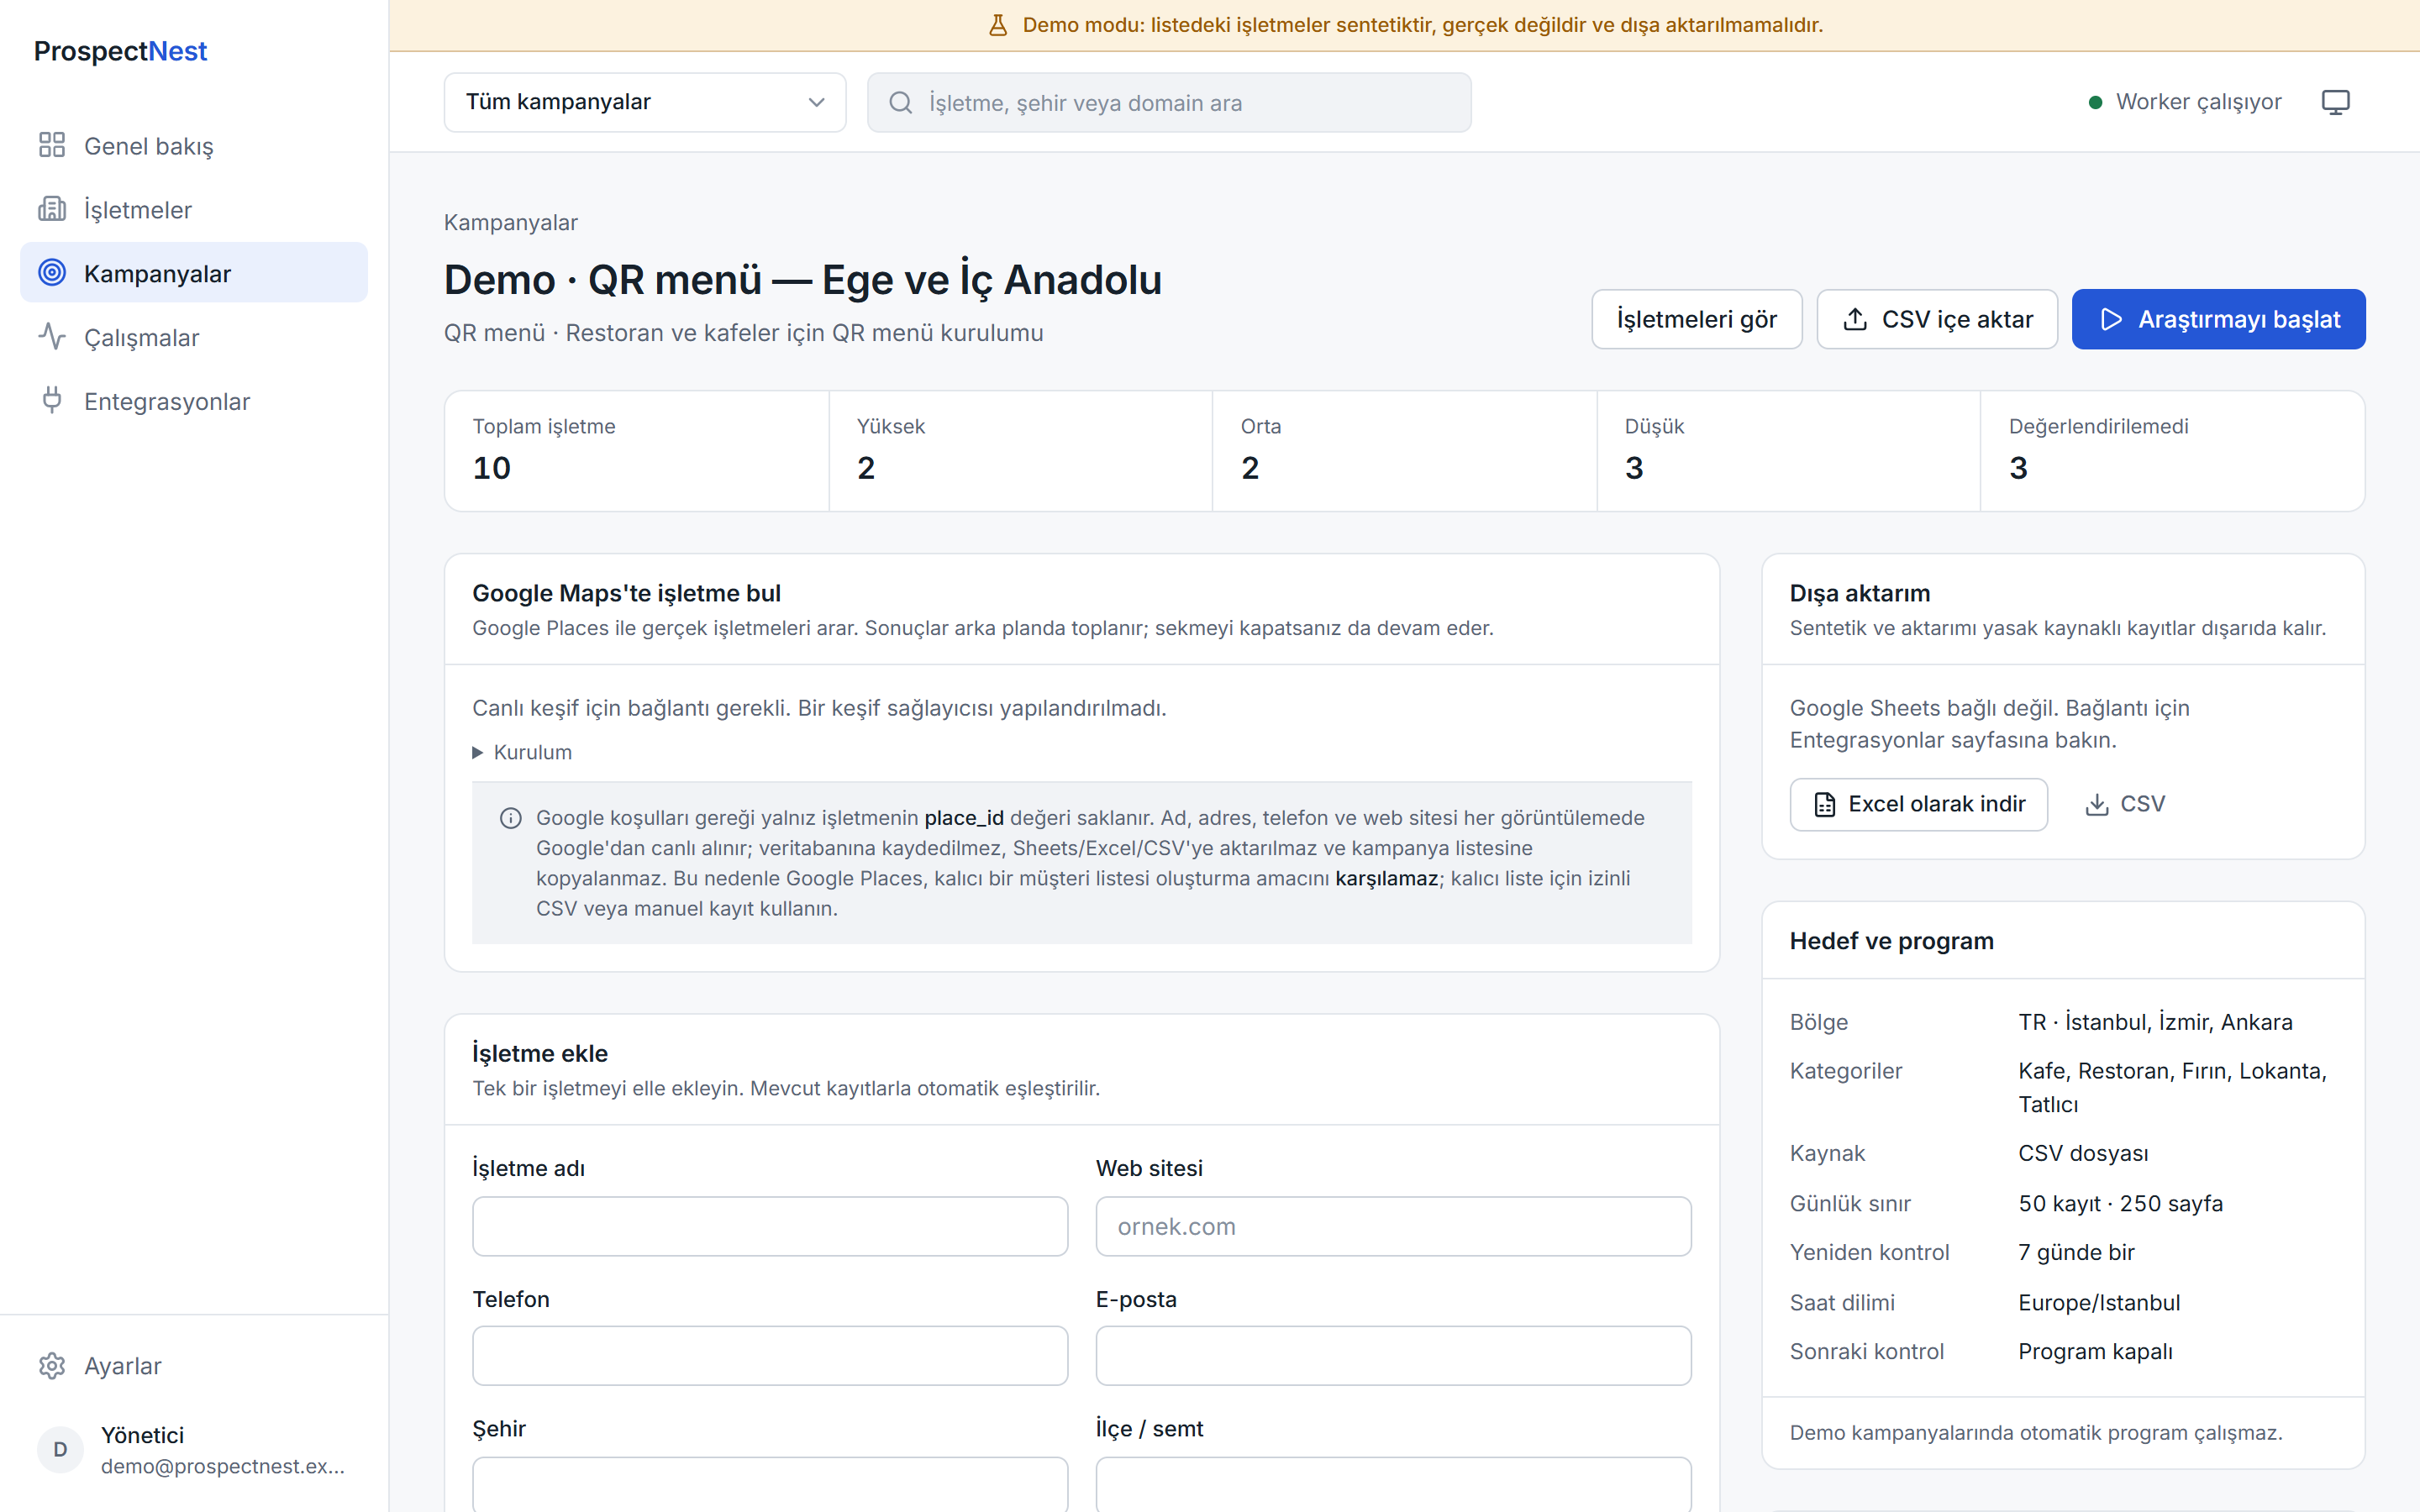 ProspectNest
Genel bakış
İşletmeler
Kampanyalar
Çalışmalar
Entegrasyonlar
Ayarlar
D
Yönetici
demo@prospectnest.ex...
Demo modu: listedeki işletmeler sentetiktir, gerçek değildir ve dışa aktarılmamalıdır.
Tüm kampanyalar
İşletme, şehir veya domain ara
Worker çalışıyor
Kampanyalar
Demo · QR menü — Ege ve İç Anadolu
QR menü · Restoran ve kafeler için QR menü kurulumu
İşletmeleri gör
CSV içe aktar
Araştırmayı başlat
Toplam işletme
10
Yüksek
2
Orta
2
Düşük
3
Değerlendirilemedi
3
Google Maps'te işletme bul
Google Places ile gerçek işletmeleri arar. Sonuçlar arka planda toplanır; sekmeyi kapatsanız da devam eder.
Canlı keşif için bağlantı gerekli. Bir keşif sağlayıcısı yapılandırılmadı.
Kurulum
Google koşulları gereği yalnız işletmenin place_id değeri saklanır. Ad, adres, telefon ve web sitesi her görüntülemede
Google'dan canlı alınır; veritabanına kaydedilmez, Sheets/Excel/CSV'ye aktarılmaz ve kampanya listesine
kopyalanmaz. Bu nedenle Google Places, kalıcı bir müşteri listesi oluşturma amacını karşılamaz; kalıcı liste için izinli
CSV veya manuel kayıt kullanın.
İşletme ekle
Tek bir işletmeyi elle ekleyin. Mevcut kayıtlarla otomatik eşleştirilir.
İşletme adı
Web sitesi
ornek.com
Telefon
E-posta
Şehir
İlçe / semt
Dışa aktarım
Sentetik ve aktarımı yasak kaynaklı kayıtlar dışarıda kalır.
Google Sheets bağlı değil. Bağlantı için
Entegrasyonlar sayfasına bakın.
Excel olarak indir
CSV
Hedef ve program
Bölge
TR · İstanbul, İzmir, Ankara
Kategoriler
Kafe, Restoran, Fırın, Lokanta,
Tatlıcı
Kaynak
CSV dosyası
Günlük sınır
50 kayıt · 250 sayfa
Yeniden kontrol
7 günde bir
Saat dilimi
Europe/Istanbul
Sonraki kontrol
Program kapalı
Demo kampanyalarında otomatik program çalışmaz.